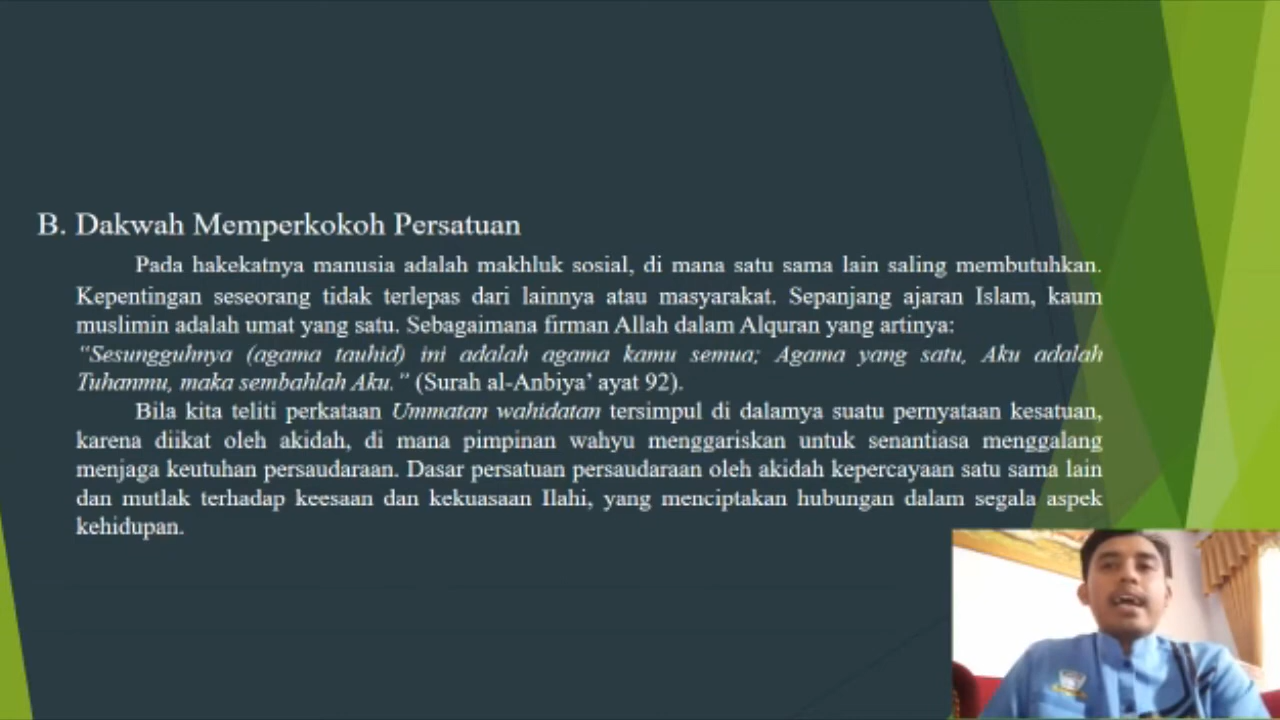 B. Dakwah Memperkokoh Persatuan
Pada hakekatnya manusia adalah makhluk sosial, di mana satu sama lain saling membutuhkan.
Kepentingan seseorang tidak terlepas dari lainnya atau masyarakat. Sepanjang ajaran Islam, kaum
muslimin adalah umat yang satu. Sebagaimana firman Allah dalam Alquran yang artinya:
"Sesungguhnya (agama tauhid) ini adalah agama kamu semua; Agama yang satu, Aku adalah
Tuhanmu, maka sembahlah Aku." (Surah al-Anbiya' ayat 92).
Bila kita teliti perkataan Ummatan wahidatan tersimpul di dalamya suatu pernyataan kesatuan,
karena diikat oleh akidah, di mana pimpinan wahyu menggariskan untuk senantiasa menggalang
menjaga keutuhan persaudaraan. Dasar persatuan persaudaraan oleh akidah kepercayaan satu sama lain
dan mutlak terhadap keesaan dan kekuasaan Ilahi, yang menciptakan hubungan dalam segala aspek
kehidupan.